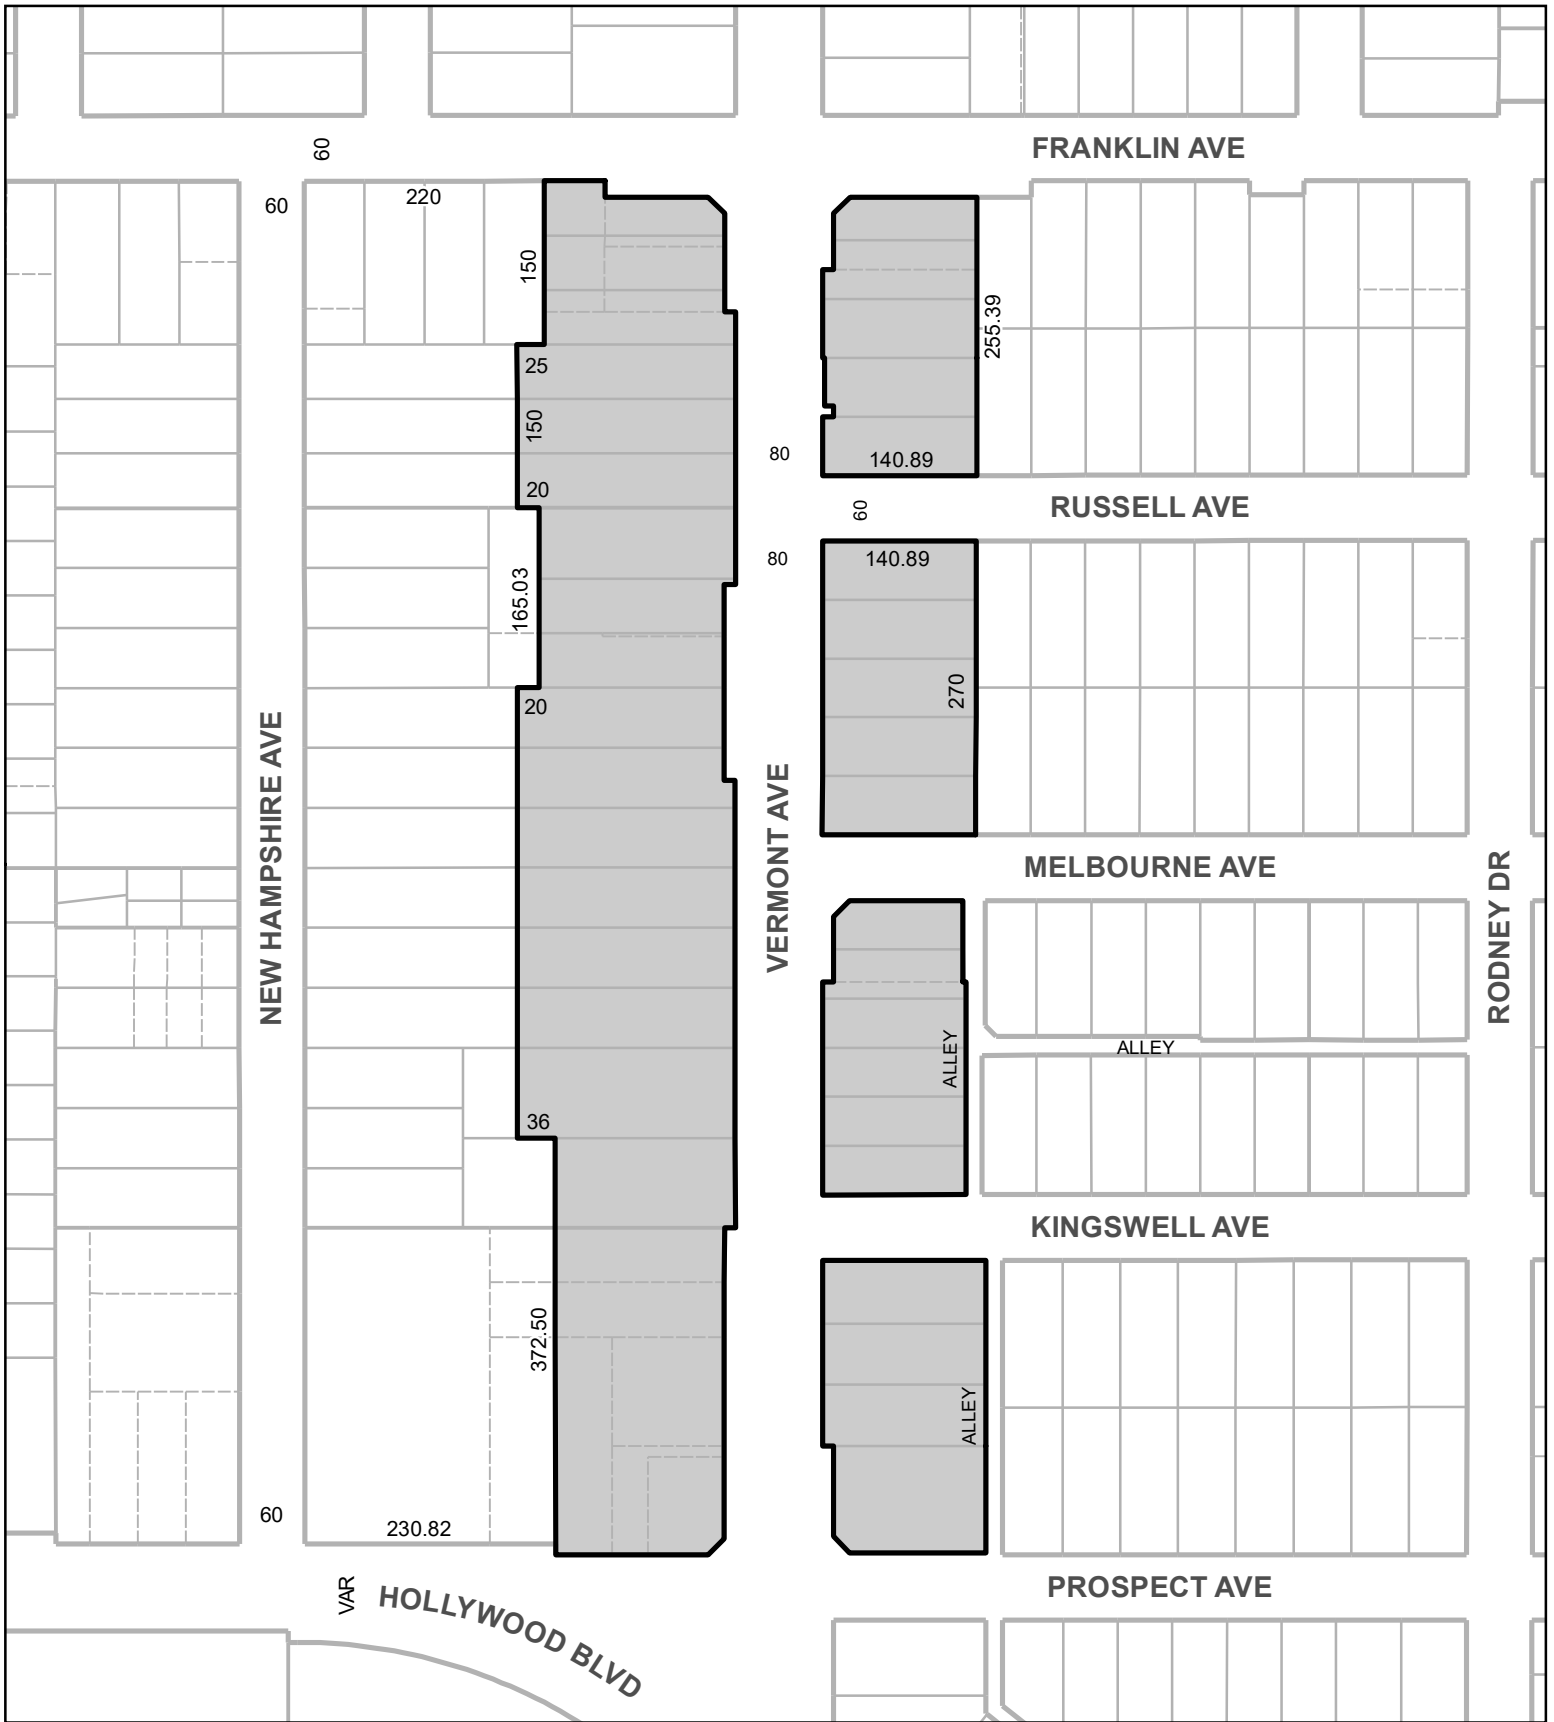 60
FRANKLIN AVE
60
220
150
255.39
25
150
80
140.89
20
RUSSELL AVE
60
80
140.89
165.03
270
20
NEW HAMPSHIRE AVE
VERMONT AVE
MELBOURNE AVE
RODNEY DR
ALLEY
ALLEY
36
KINGSWELL AVE
372.50
ALLEY
60
230.82
VAR
HOLLYWOOD BLVD
PROSPECT AVE